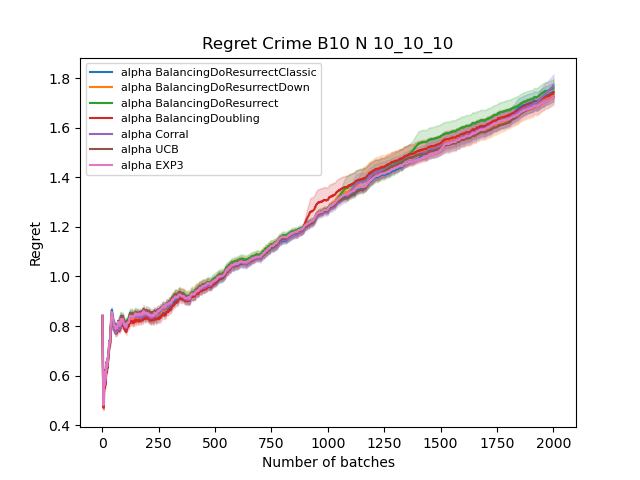 Regret Crime B10 N 10_10_10
alpha BalancingDoResurrectClassic
alpha BalancingDoResurrectDown
alpha BalancingDoResurrect
alpha BalancingDoubling
alpha Corral
alpha UCB
alpha EXP3
Regret
1.8
1.6
1.4
1.2
1.0
0.8
0.6
0.4
0 250 500 750 1000 1250 1500 1750 2000
Number of batches